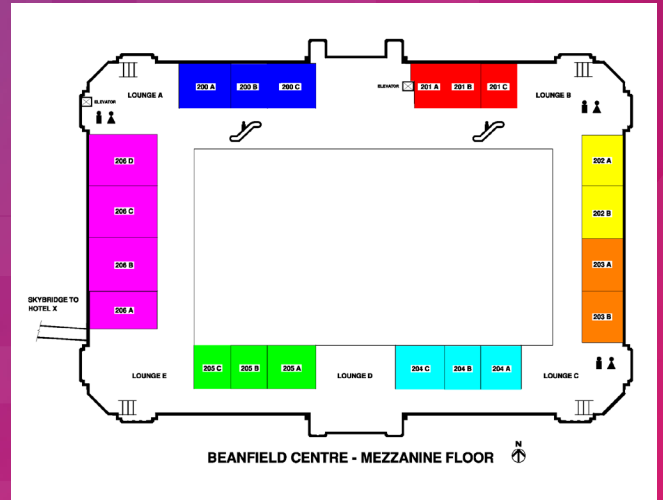 LOUNGE A
200 A
200 B
200 C
ELEVATOR
201 A
201 B
201 C
LOUNGE B
ELEVATOR
206 D
202 A
206 C
202 B
206 B
203 A
SKYBRIDGE TO
HOTEL X
206 A
203 B
LOUNGE E
205 C
205 B
205 A
LOUNGE D
204 C
204 B
204 A
LOUNGE C
BEANFIELD CENTRE - MEZZANINE FLOOR
N